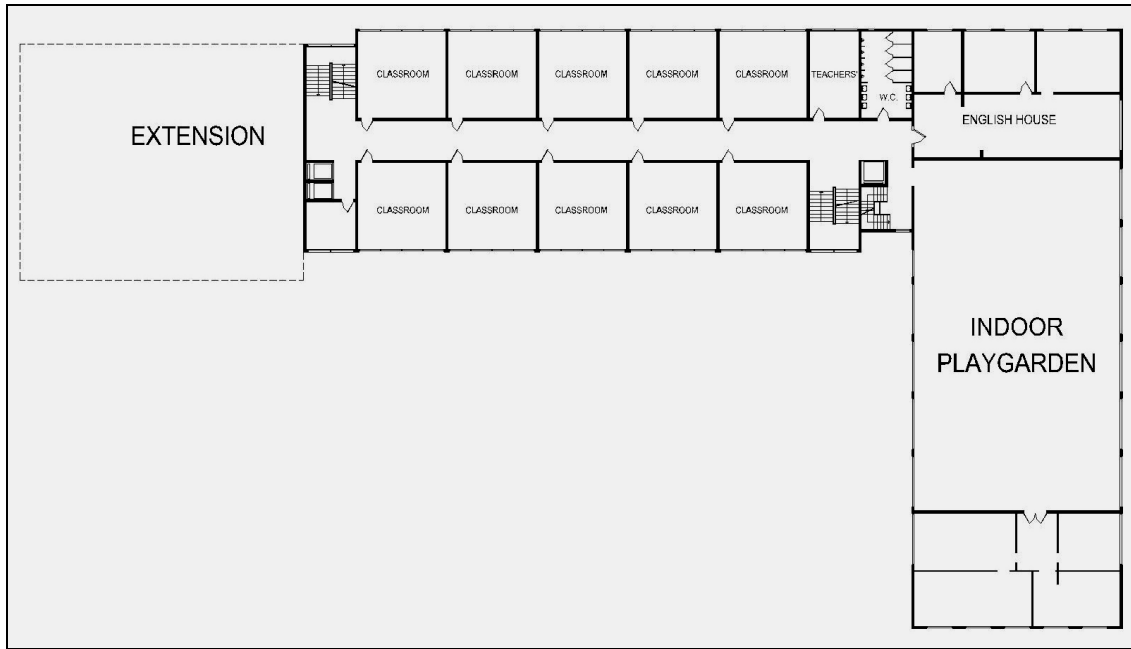 CLASSROOM CLASSROOM CLASSROOM CLASSROOM CLASSROOM TEACHERS'
W.C.
ENGLISH HOUSE
EXTENSION
CLASSROOM CLASSROOM CLASSROOM CLASSROOM CLASSROOM
INDOOR
PLAYGARDEN